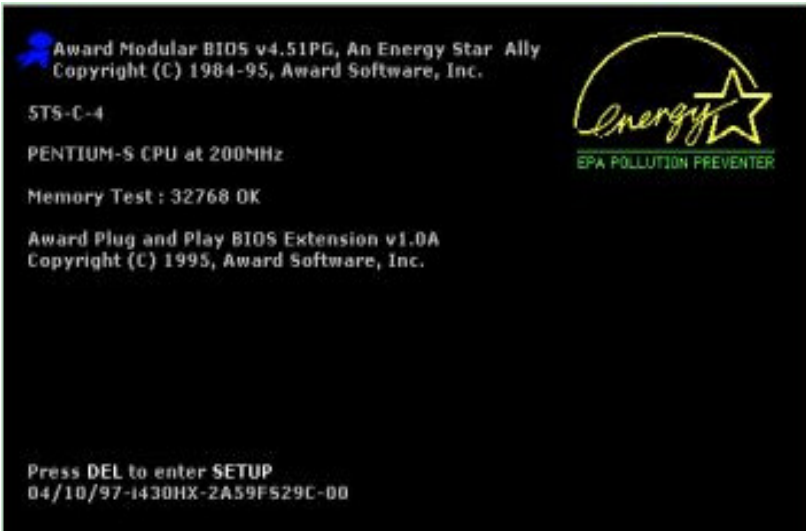 Award Modular BIOS v4.51PG, An Energy Star Ally
Copyright (C) 1984-95, Award Software, Inc.
energy
EPA POLLUTION PREVENTER
5TS-C-4
PENTIUM-S CPU at 200MHz
Memory Test : 32768 OK
Award Plug and Play BIOS Extension v1.0A
Copyright (C) 1995, Award Software, Inc.
Press DEL to enter SETUP
04/10/97-i430HX-2A59FS29C-00